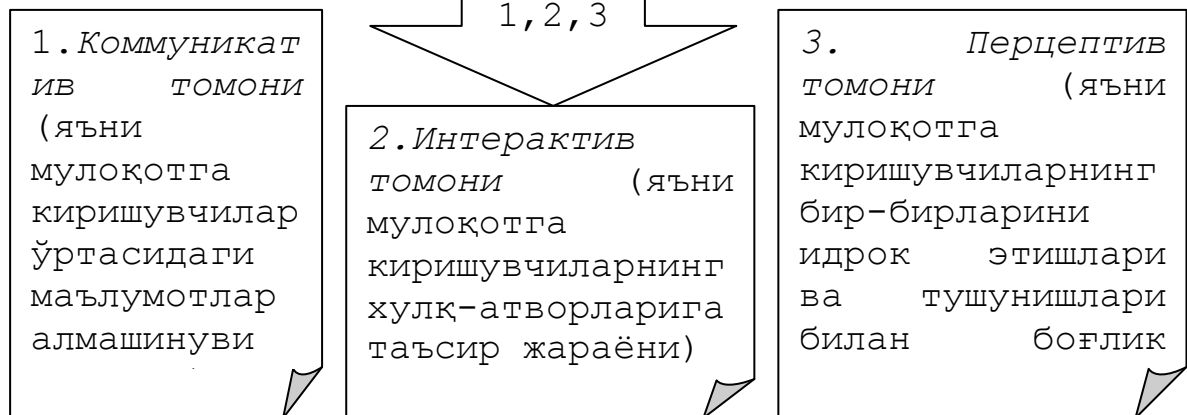 1,2,3
1.Коммуникат
ив томони
(яъни
мулоқотга
киришувчилар
ўртасидаги
маълумотлар
алмашинуви
2.Интерактив
томони (яъни
мулоқотга
киришувчиларнинг
хулқ-атворларига
таъсир жараёни)
3. Перцептив
томони (яъни
мулоқотга
киришувчиларнинг
бир-бирларини
идрок этишлари
ва тушунишлари
билан боғлик